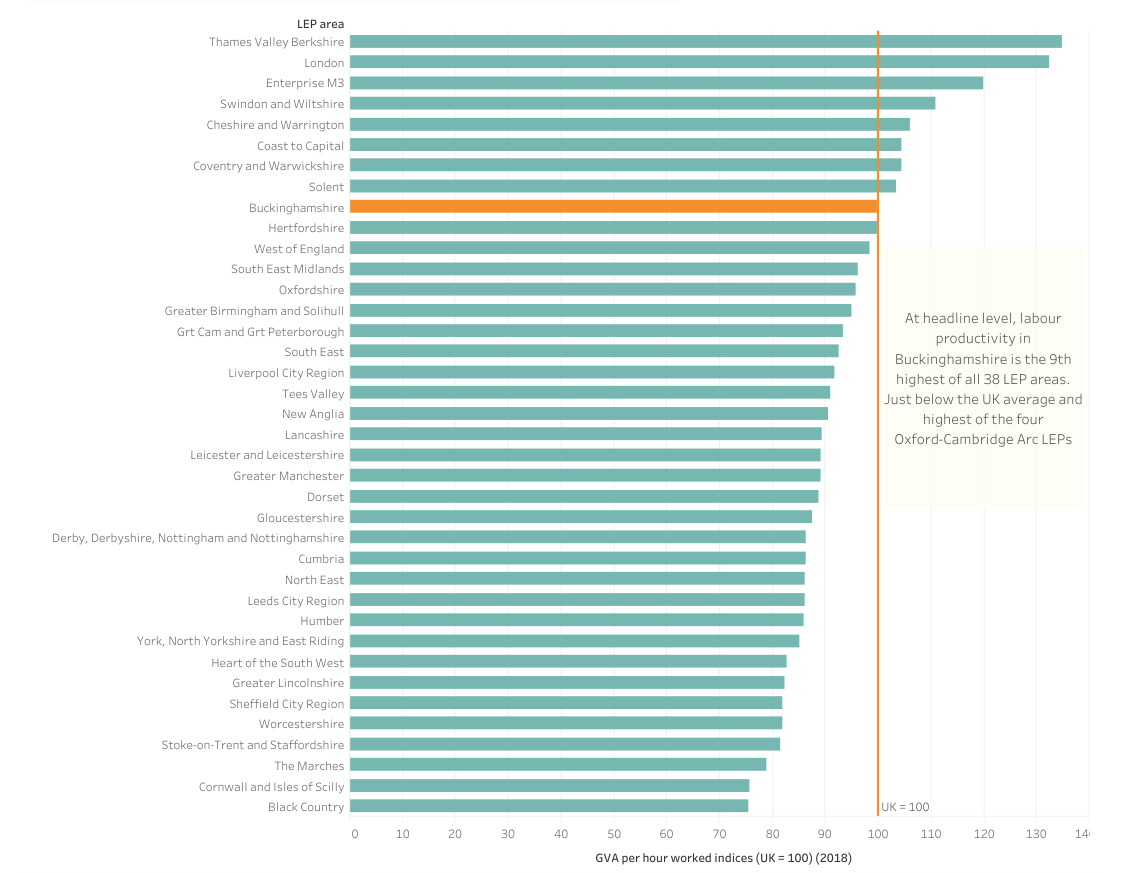 LEP area
Thames Valley Berkshire
London
Enterprise M3
Swindon and Wiltshire
Cheshire and Warrington
Coast to Capital
Coventry and Warwickshire
Solent
Buckinghamshire
Hertfordshire
West of England
South East Midlands
Oxfordshire
Greater Birmingham and Solihull
Grt Cam and Grt Peterborough
South East
Liverpool City Region
Tees Valley
New Anglia
Lancashire
Leicester and Leicestershire
Greater Manchester
Dorset
Gloucestershire
Derby, Derbyshire, Nottingham and Nottinghamshire
Cumbria
North East
Leeds City Region
Humber
York, North Yorkshire and East Riding
Heart of the South West
Greater Lincolnshire
Sheffield City Region
Worcestershire
Stoke-on-Trent and Staffordshire
The Marches
Cornwall and Isles of Scilly
Black Country
At headline level, labour
productivity in
Buckinghamshire is the 9th
highest of all 38 LEP areas.
Just below the UK average and
highest of the four
Oxford-Cambridge Arc LEPs
UK = 100
0 10 20 30 40 50 60 70 80 90 100 110 120 130
GVA per hour worked indices (UK = 100) (2018)